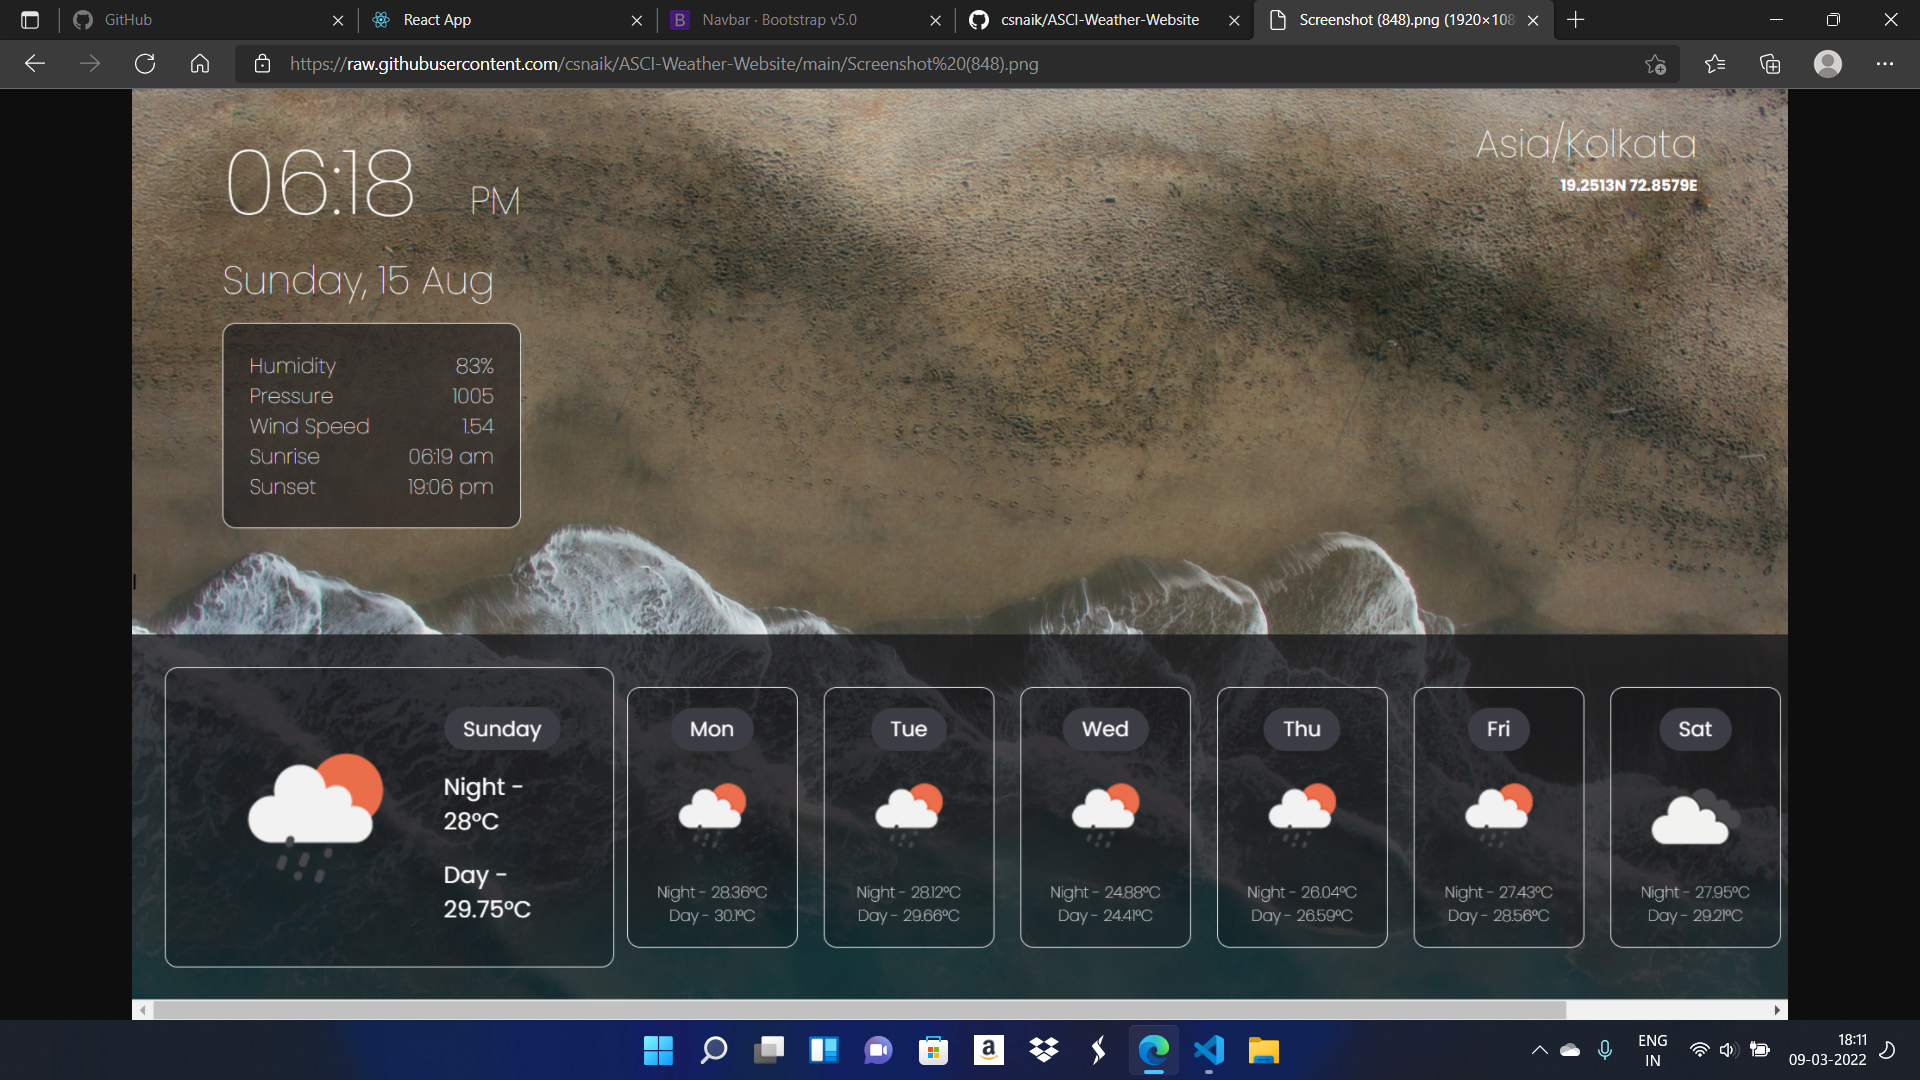 GitHub
React App
Navbar · Bootstrap v5.0
csnaik/ASCI-Weather-Website
Screenshot (848).png (1920×108
https://raw.githubusercontent.com/csnaik/ASCI-Weather-Website/main/Screenshot%20(848).png
06:18 PM
Asia/Kolkata
19.2513N 72.8579E
Sunday, 15 Aug
Humidity 83%
Pressure 1005
Wind Speed 1.54
Sunrise 06:19 am
Sunset 19:06 pm
Sunday
Night -
28°C
Day -
29.75°C
Mon
Night - 28.36°C
Day - 30.1°C
Tue
Night - 28.12°C
Day - 29.66°C
Wed
Night - 24.88°C
Day - 24.41°C
Thu
Night - 26.04°C
Day - 26.59°C
Fri
Night - 27.43°C
Day - 28.56°C
Sat
Night - 27.95°C
Day - 29.21°C
ENG
IN
18:11
09-03-2022